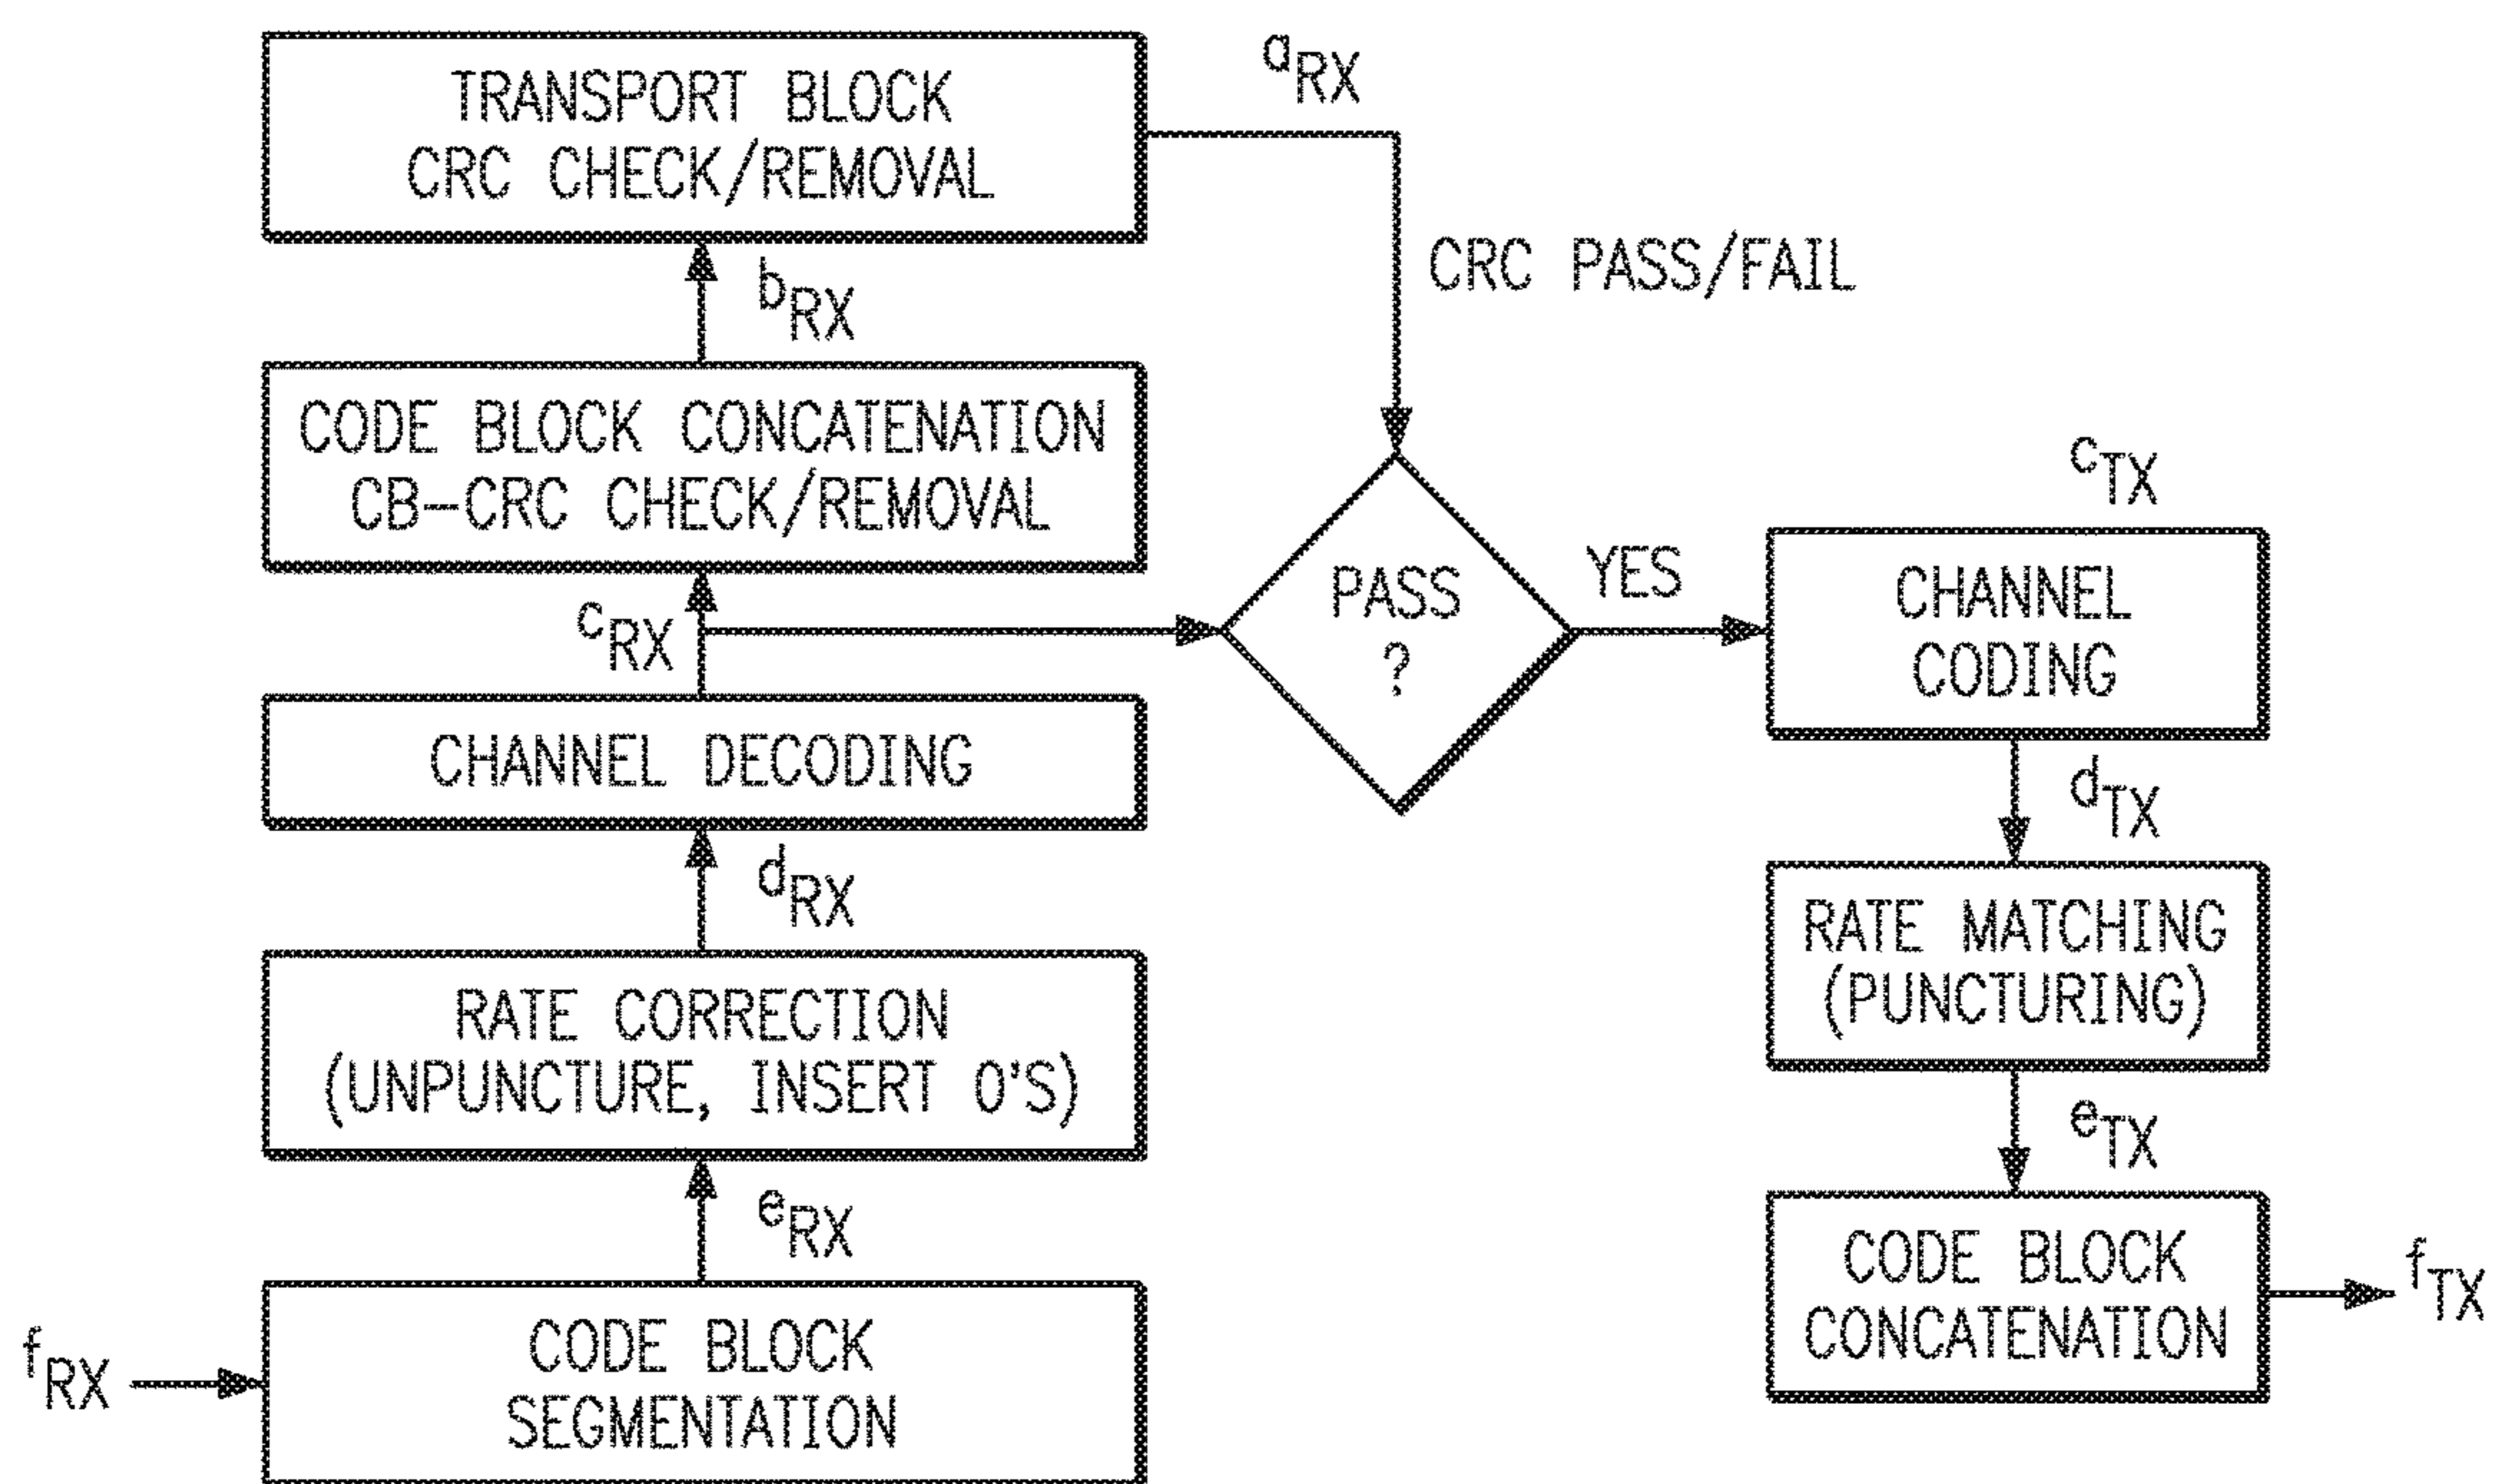 TRANSPORT BLOCK
CRC CHECK/REMOVAL
aRX
CRC PASS/FAIL
bRX
CODE BLOCK CONCATENATION
CB-CRC CHECK/REMOVAL
cRX
PASS
?
YES
cTX
CHANNEL
CODING
CHANNEL DECODING
dTX
dRX
RATE MATCHING
(PUNCTURING)
RATE CORRECTION
(UNPUNCTURE, INSERT 0'S)
eTX
eRX
CODE BLOCK
CONCATENATION
fTX
fRX
CODE BLOCK
SEGMENTATION